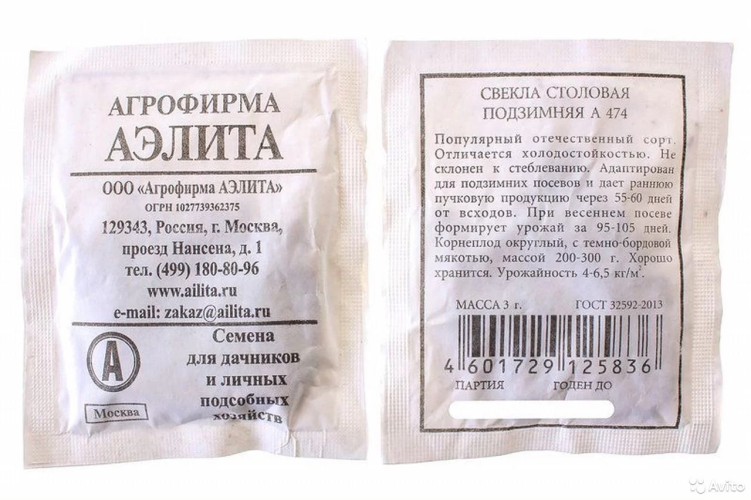 АГРОФИРМА
АЭЛИТА
ООО «Агрофирма АЭЛИТА»
ОГРН 1027739362375
129343, Россия, г. Москва,
проезд Нансена, д. 1
тел. (499) 180-80-96
www.ailita.ru
e-mail: zakaz@ailita.ru
А
Москва
Семена
для дачников
и личных
подсобных
хозяйств
СВЕКЛА СТОЛОВАЯ
ПОДЗИМНЯЯ А 474
Популярный отечественный сорт.
Отличается холодостойкостью. Не
склонен к стеблеванию. Адаптирован
для подзимних посевов и дает раннюю
пучковую продукцию через 55-60 дней
от всходов. При весеннем посеве
формирует урожай за 95-105 дней.
Корнеплод округлый, с темно-бордовой
мякотью, массой 200-300 г. Хорошо
хранится. Урожайность 4-6,5 кг/м².
МАССА 3 г. ГОСТ 32592-2013
4 601729 125836
ПАРТИЯ ГОДЕН ДО
Avito